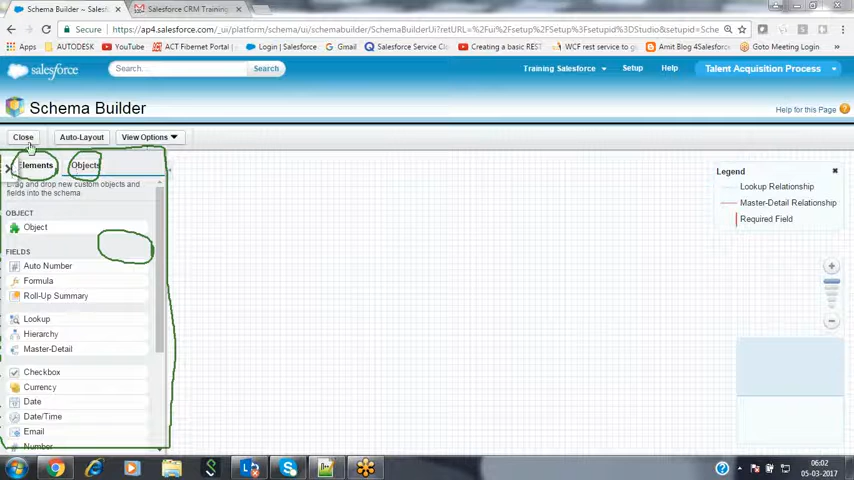 Schema Builder ~ Salesf
Salesforce CRM Training
Secure
https://ap4.salesforce.com/_ui/platform/schema/ui/schemabuilder/SchemaBuilderUi?retURL=%2Fui%2Fsetup%2FSetup%3Fsetupid%3DStudio&setupid=Sche
Apps
AUTODESK
YouTube
ACT Fibernet Portal
Login | Salesforce
Gmail
Salesforce Service Cl
Creating a basic REST
WCF rest service to g
Amit Blog 4Salesforce
Goto Meeting Login
salesforce
Search...
Search
Training Salesforce
Setup
Help
Talent Acquisition Process
Schema Builder
Help for this Page
Close
Auto-Layout
View Options
Elements
Objects
Drag and drop new custom objects and
fields into the schema
OBJECT
Object
FIELDS
Auto Number
Formula
Roll-Up Summary
Lookup
Hierarchy
Master-Detail
Checkbox
Currency
Date
Date/Time
Email
Number
Legend
Lookup Relationship
Master-Detail Relationship
Required Field
06:02
05-03-2017